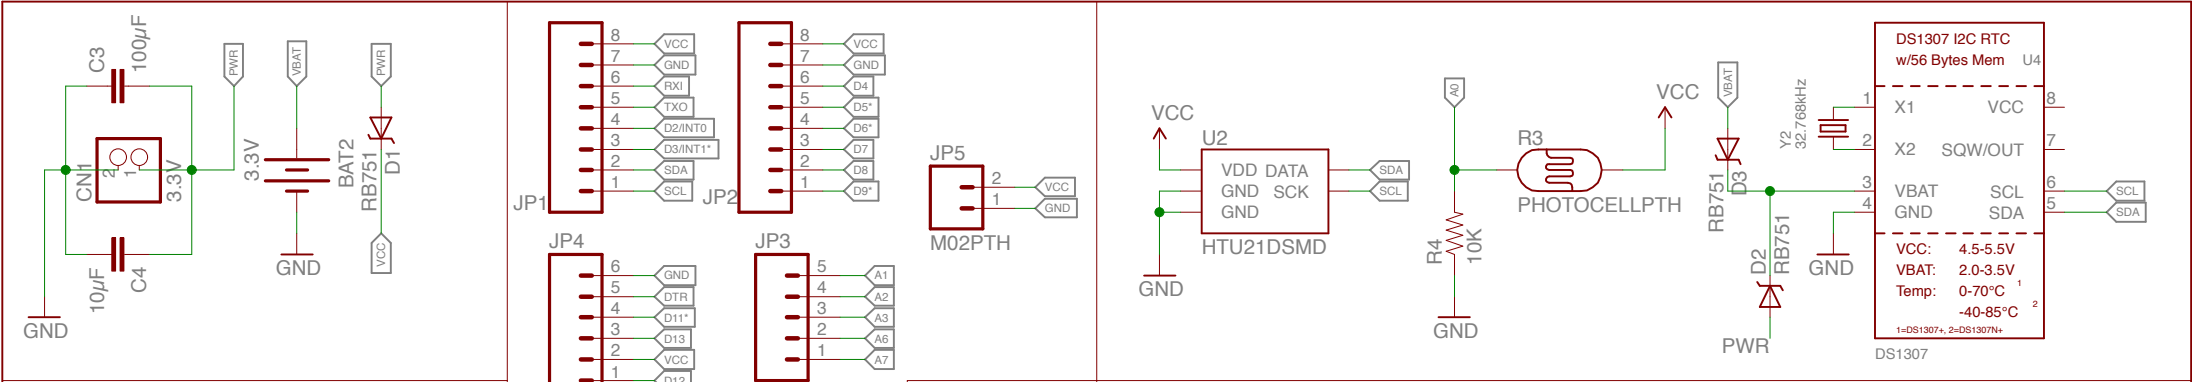 C3
100µF
PWR
VBAT
PWR
CN1
2
1
3.3V
3.3V
BAT2
RB751
D1
10µF
C4
VCC
GND
GND
8 VCC
7 GND
6 RXI
5 TXO
4 D2/INT0
3 D3/INT1*
2 SDA
1 SCL
JP1
8 VCC
7 GND
6 D4
5 D5*
4 D6*
3 D7
2 D8
1 D9*
JP2
JP4
6 GND
5 DTR
4 D11*
3 D13
2 VCC
1 D12
JP3
5 A1
4 A2
3 A3
2 A6
1 A7
JP5
2 VCC
1 GND
M02PTH
VCC
U2
VDD DATA
GND SCK
GND
SDA
SCL
HTU21DSMD
GND
A0
R3
PHOTOCELLPTH
VCC
R4
10K
GND
VBAT
RB751
D3
D2
RB751
PWR
Y2
32.768kHz
GND
DS1307 I2C RTC
w/56 Bytes Mem
U4
1 X1 VCC 8
2 X2 SQW/OUT 7
3 VBAT SCL 6 SCL
4 GND SDA 5 SDA
VCC: 4.5-5.5V
VBAT: 2.0-3.5V
Temp: 0-70°C 1
-40-85°C 2
1=DS1307+, 2=DS1307N+
DS1307